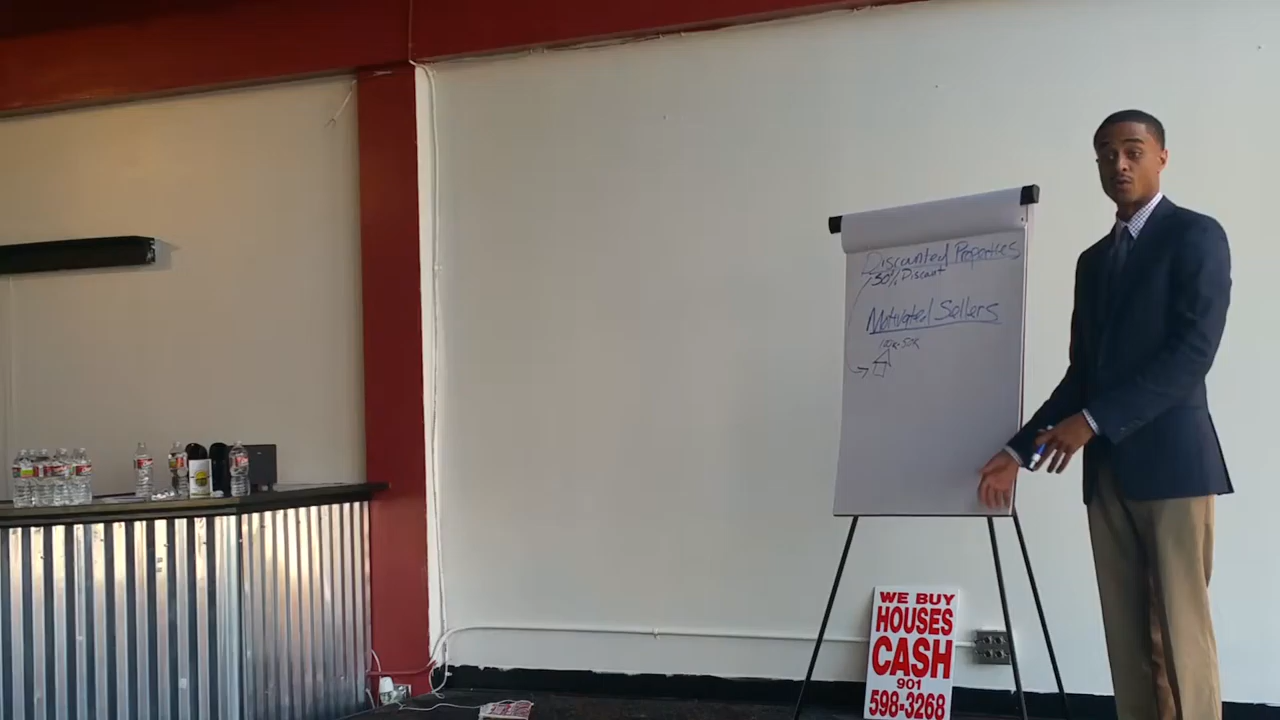 Discounted Properties
50% Discount
Motivated Sellers
WE BUY
HOUSES
CASH
901
598-3268